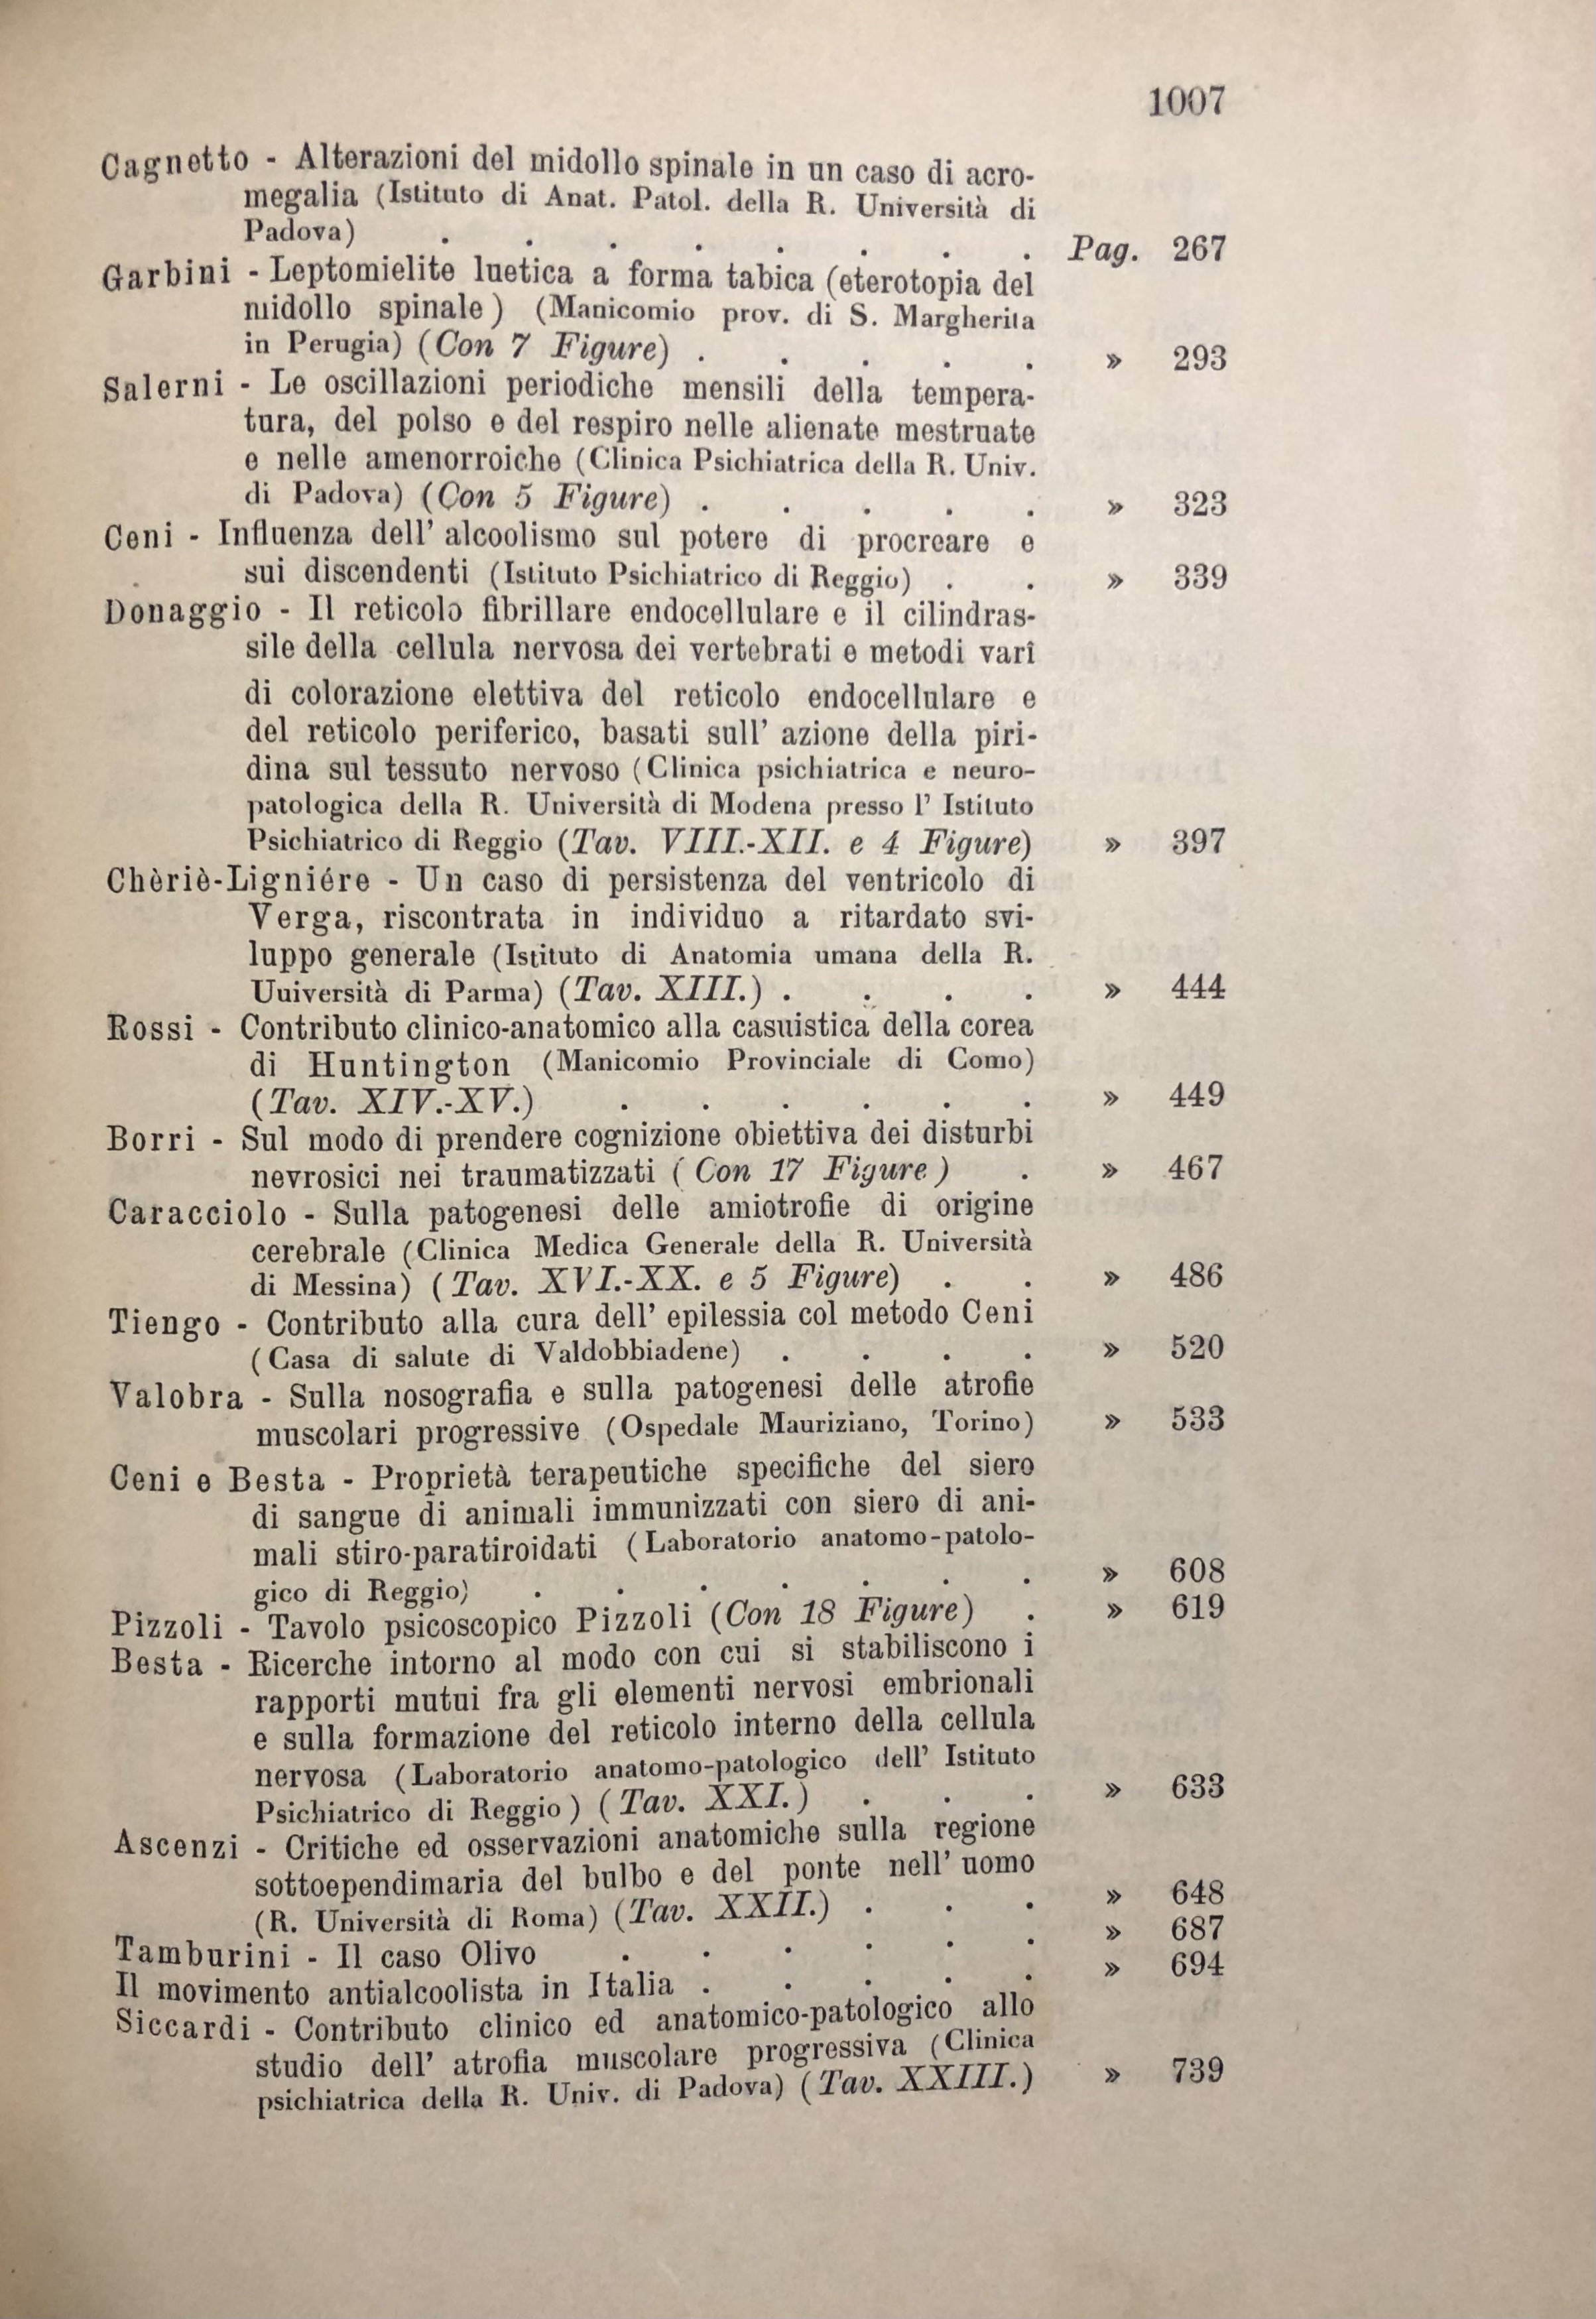 1007
Cagnetto - Alterazioni del midollo spinale in un caso di acro-
megalia (Istituto di Anat. Patol. della R. Università di
Padova) . . . . . . . . Pag. 267
Garbini - Leptomielite luetica a forma tabica (eterotopia del
midollo spinale) (Manicomio prov. di S. Margherita
in Perugia) (Con 7 Figure) . . . . . » 293
Salerni - Le oscillazioni periodiche mensili della tempera-
tura, del polso e del respiro nelle alienate mestruate
e nelle amenorroiche (Clinica Psichiatrica della R. Univ.
di Padova) (Con 5 Figure) . . . . . » 323
Ceni - Influenza dell' alcoolismo sul potere di procreare e
sui discendenti (Istituto Psichiatrico di Reggio) . . » 339
Donaggio - Il reticolo fibrillare endocellulare e il cilindras-
sile della cellula nervosa dei vertebrati e metodi varî
di colorazione elettiva del reticolo endocellulare e
del reticolo periferico, basati sull' azione della piri-
dina sul tessuto nervoso (Clinica psichiatrica e neuro-
patologica della R. Università di Modena presso l' Istituto
Psichiatrico di Reggio (Tav. VIII.-XII. e 4 Figure) » 397
Chèriè-Ligniére - Un caso di persistenza del ventricolo di
Verga, riscontrata in individuo a ritardato svi-
luppo generale (Istituto di Anatomia umana della R.
Uuiversità di Parma) (Tav. XIII.) . . . . » 444
Rossi - Contributo clinico-anatomico alla casuistica della corea
di Huntington (Manicomio Provinciale di Como)
(Tav. XIV.-XV.) . . . . . . » 449
Borri - Sul modo di prendere cognizione obiettiva dei disturbi
nevrosici nei traumatizzati (Con 17 Figure) . » 467
Caracciolo - Sulla patogenesi delle amiotrofie di origine
cerebrale (Clinica Medica Generale della R. Università
di Messina) (Tav. XVI.-XX. e 5 Figure) . . » 486
Tiengo - Contributo alla cura dell' epilessia col metodo Ceni
(Casa di salute di Valdobbiadene) . . . . » 520
Valobra - Sulla nosografia e sulla patogenesi delle atrofie
muscolari progressive (Ospedale Mauriziano, Torino) » 533
Ceni e Besta - Proprietà terapeutiche specifiche del siero
di sangue di animali immunizzati con siero di ani-
mali stiro-paratiroidati (Laboratorio anatomo-patolo-
gico di Reggio) . . . . . . . » 608
Pizzoli - Tavolo psicoscopico Pizzoli (Con 18 Figure) . » 619
Besta - Ricerche intorno al modo con cui si stabiliscono i
rapporti mutui fra gli elementi nervosi embrionali
e sulla formazione del reticolo interno della cellula
nervosa (Laboratorio anatomo-patologico dell' Istituto
Psichiatrico di Reggio) (Tav. XXI.) . . . » 633
Ascenzi - Critiche ed osservazioni anatomiche sulla regione
sottoependimaria del bulbo e del ponte nell' uomo
(R. Università di Roma) (Tav. XXII.) . . . » 648
Tamburini - Il caso Olivo . . . . . . » 687
Il movimento antialcoolista in Italia . . . . . » 694
Siccardi - Contributo clinico ed anatomico-patologico allo
studio dell' atrofia muscolare progressiva (Clinica
psichiatrica della R. Univ. di Padova) (Tav. XXIII.) » 739